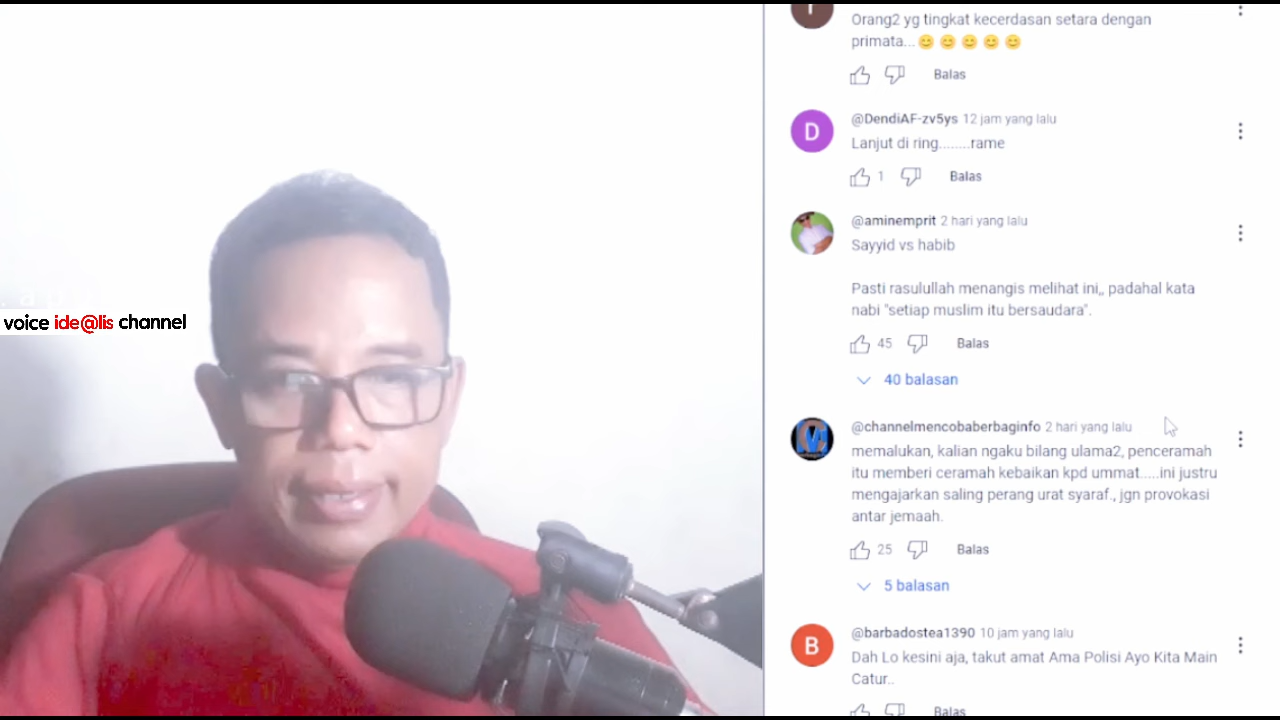 voice ide@lis channel
Orang2 yg tingkat kecerdasan setara dengan
primata...😊😊😊😊😊
Balas
D
@DendiAF-zv5ys 12 jam yang lalu
Lanjut di ring........rame
1 Balas
@aminemprit 2 hari yang lalu
Sayyid vs habib
Pasti rasulullah menangis melihat ini,, padahal kata
nabi "setiap muslim itu bersaudara".
45 Balas
40 balasan
@channelmencobaberbaginfo 2 hari yang lalu
memalukan, kalian ngaku bilang ulama2, penceramah
itu memberi ceramah kebaikan kpd ummat.....ini justru
mengajarkan saling perang urat syaraf., jgn provokasi
antar jemaah.
25 Balas
5 balasan
B
@barbadostea1390 10 jam yang lalu
Dah Lo kesini aja, takut amat Ama Polisi Ayo Kita Main
Catur..
Balas